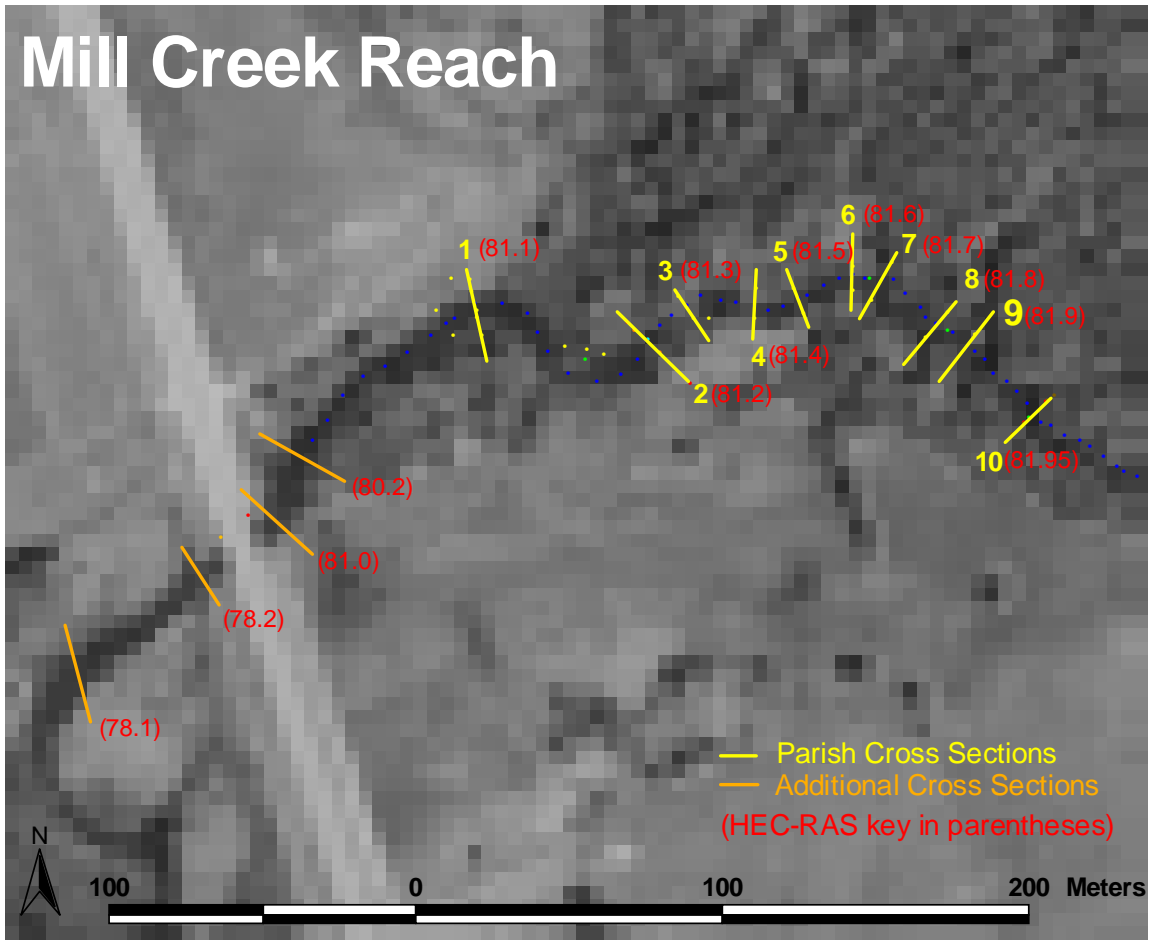 Mill Creek Reach
6 (81.6)
1 (81.1)
5 (81.5)
7 (81.7)
3 (81.3)
8 (81.8)
9 (81.9)
4 (81.4)
2 (81.2)
10 (81.95)
(80.2)
(81.0)
(78.2)
(78.1)
Parish Cross Sections
Additional Cross Sections
(HEC-RAS key in parentheses)
N
100 0 100 200 Meters